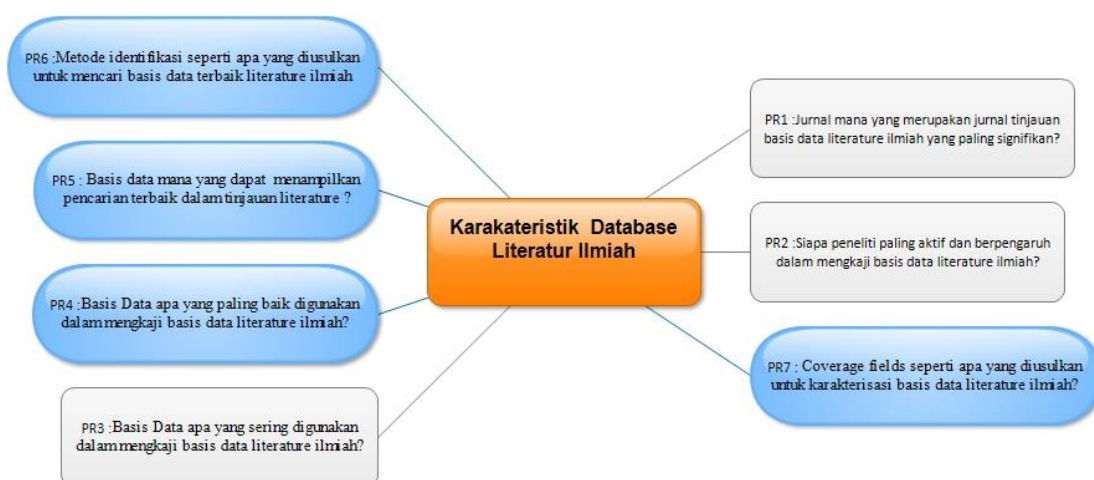 PR6 :Metode identifikasi seperti apa yang diusulkan
untuk mencari basis data terbaik literature ilmiah
PR5 : Basis data mana yang dapat menampilkan
pencarian terbaik dalam tinjauan literature ?
PR4 :Basis Data apa yang paling baik digunakan
dalam mengkaji basis data literature ilmiah?
PR3 :Basis Data apa yang sering digunakan
dalam mengkaji basis data literature ilmiah?
Karakateristik Database
Literatur Ilmiah
PR1 :Jurnal mana yang merupakan jurnal tinjauan
basis data literature ilmiah yang paling signifikan?
PR2 :Siapa peneliti paling aktif dan berpengaruh
dalam mengkaji basis data literature ilmiah?
PR7 : Coverage fields seperti apa yang diusulkan
untuk karakterisasi basis data literature ilmiah?